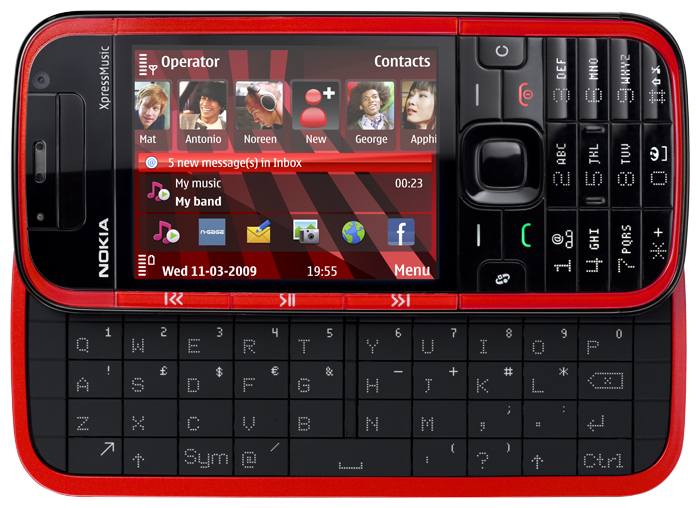 XpressMusic
NOKIA
Operator Contacts
Mat Antonio Noreen New George Apphi
@ 5 new message(s) in Inbox
My music 00:23
My band
n-gage f
Wed 11-03-2009 19:55 Menu
3 DEF 6 MNO 9 WXYZ #
2 ABC 5 JKL 8 TUV 0
1 @ 4 GHI 7 PQRS * +
Q 1 W 2 E 3 R 4 T 5 Y 6 U 7 I 8 O 9 P 0
A ! S £ D $ F € G & H - J + K # L *
Z X C V B N M , ; . :
Sym @ / ' ( ? ) Ctrl